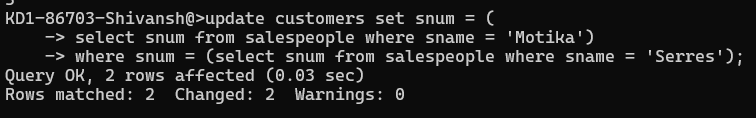 KD1-86703-Shivansh@>update customers set snum = (
    -> select snum from salespeople where sname = 'Motika')
    -> where snum = (select snum from salespeople where sname = 'Serres');
Query OK, 2 rows affected (0.03 sec)
Rows matched: 2  Changed: 2  Warnings: 0